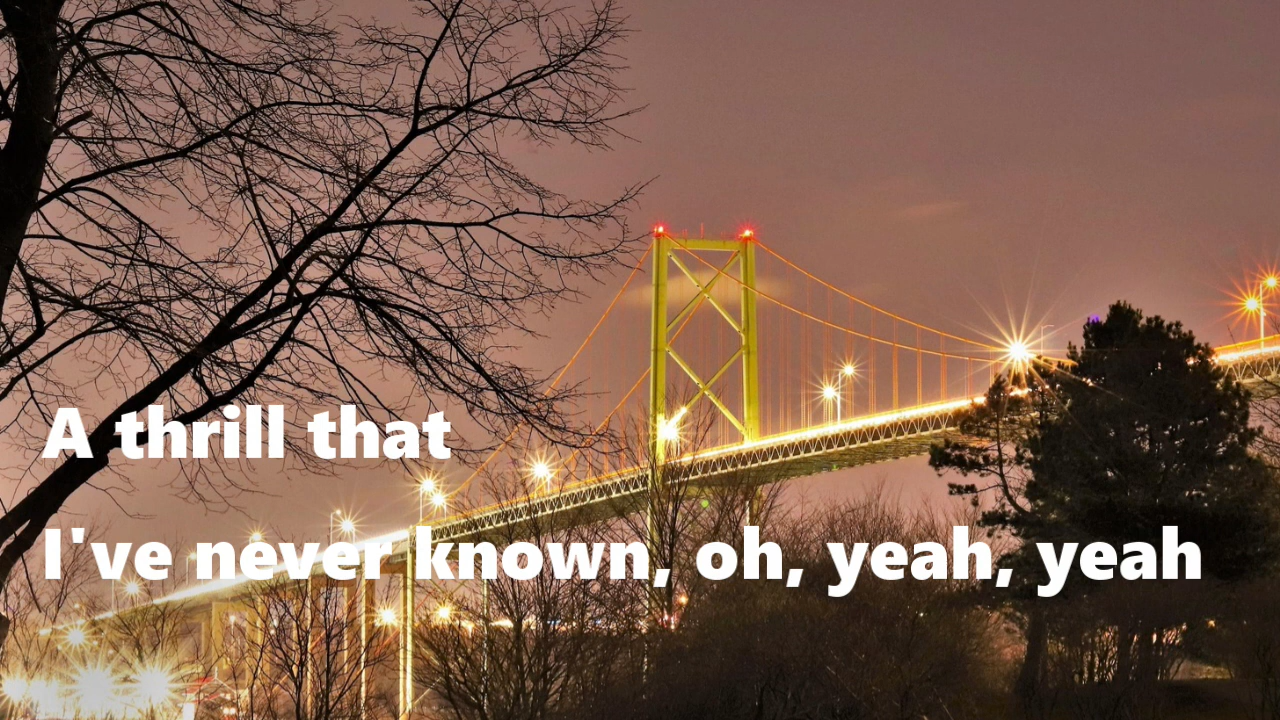 A thrill that
I've never known, oh, yeah, yeah